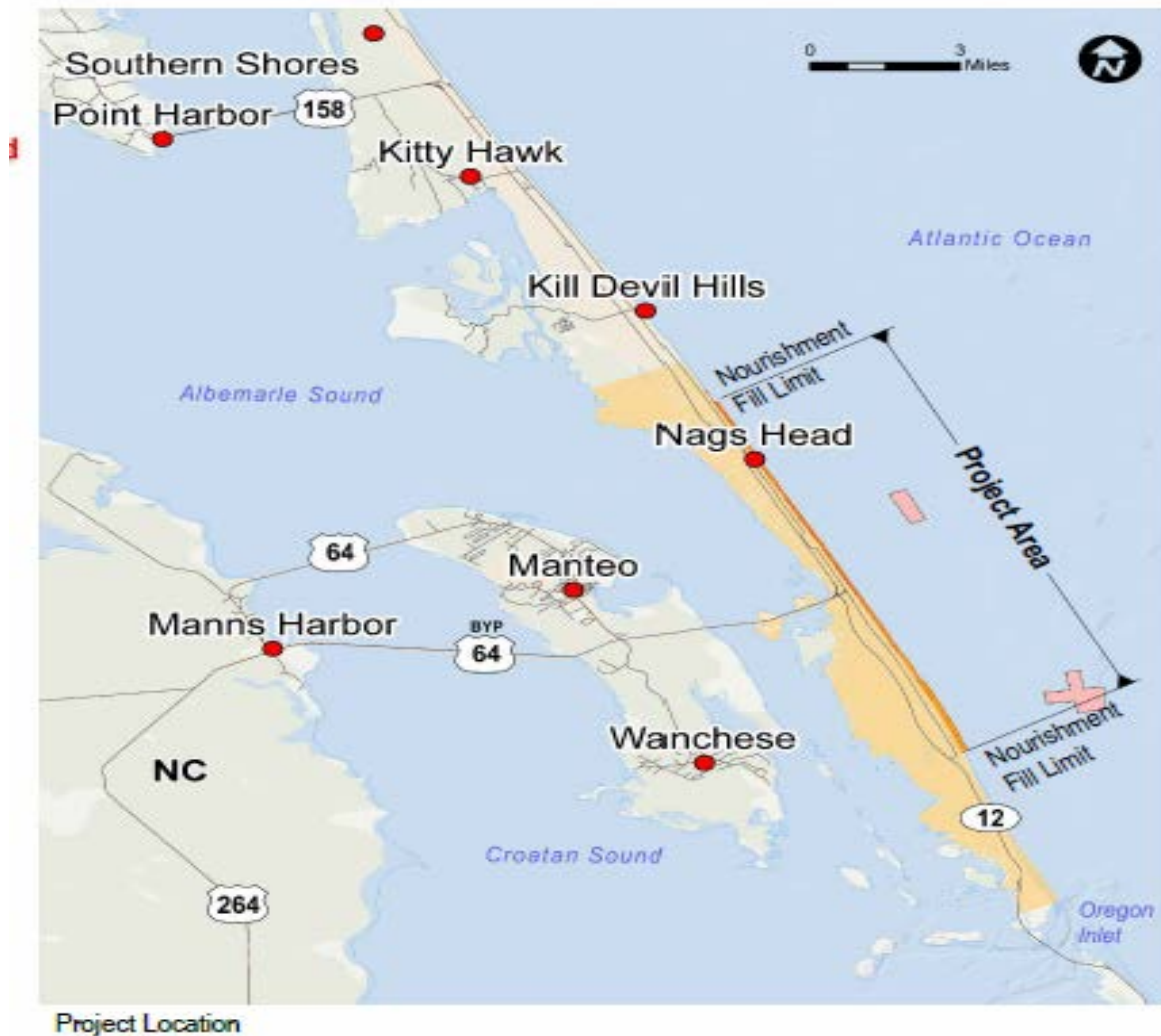 0 3
Miles
N
Southern Shores
158
Point Harbor
d
Kitty Hawk
Atlantic Ocean
Kill Devil Hills
Nourishment
Fill Limit
Albemarle Sound
Nags Head
Project Area
64
Manteo
Manns Harbor
BYP
64
Wanchese
Nourishment
Fill Limit
NC
12
Croatan Sound
264
Oregon
Inlet
Project Location